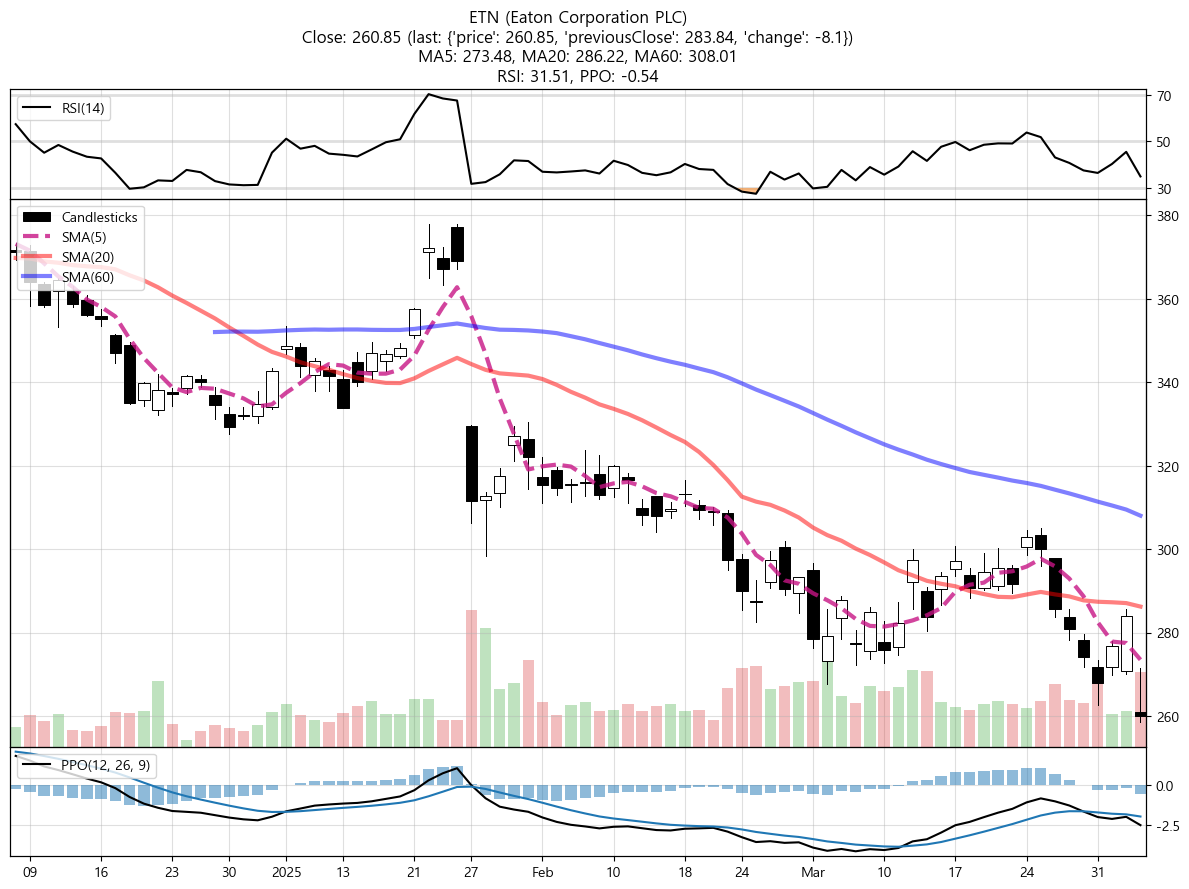 ETN (Eaton Corporation PLC)
Close: 260.85 (last: {'price': 260.85, 'previousClose': 283.84, 'change': -8.1})
MA5: 273.48, MA20: 286.22, MA60: 308.01
RSI: 31.51, PPO: -0.54
RSI(14)
70
50
30
Candlesticks
SMA(5)
SMA(20)
SMA(60)
380
360
340
320
300
280
260
PPO(12, 26, 9)
0.0
-2.5
09 16 23 30 2025 13 21 27 Feb 10 18 24 Mar 10 17 24 31